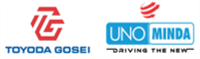 TOYODA GOSEI
UNO MINDA
DRIVING THE NEW